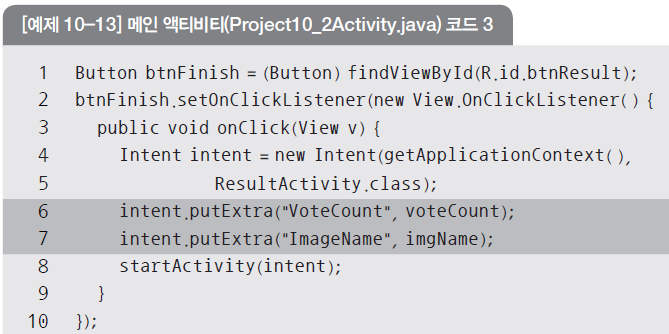 [예제 10–13] 메인 액티비티(Project10_2Activity.java) 코드 3
1 Button btnFinish = (Button) findViewById(R.id.btnResult);
2 btnFinish.setOnClickListener(new View.OnClickListener( ) {
3 public void onClick(View v) {
4 Intent intent = new Intent(getApplicationContext( ),
5 ResultActivity.class);
6 intent.putExtra("VoteCount", voteCount);
7 intent.putExtra("ImageName", imgName);
8 startActivity(intent);
9 }
10 });